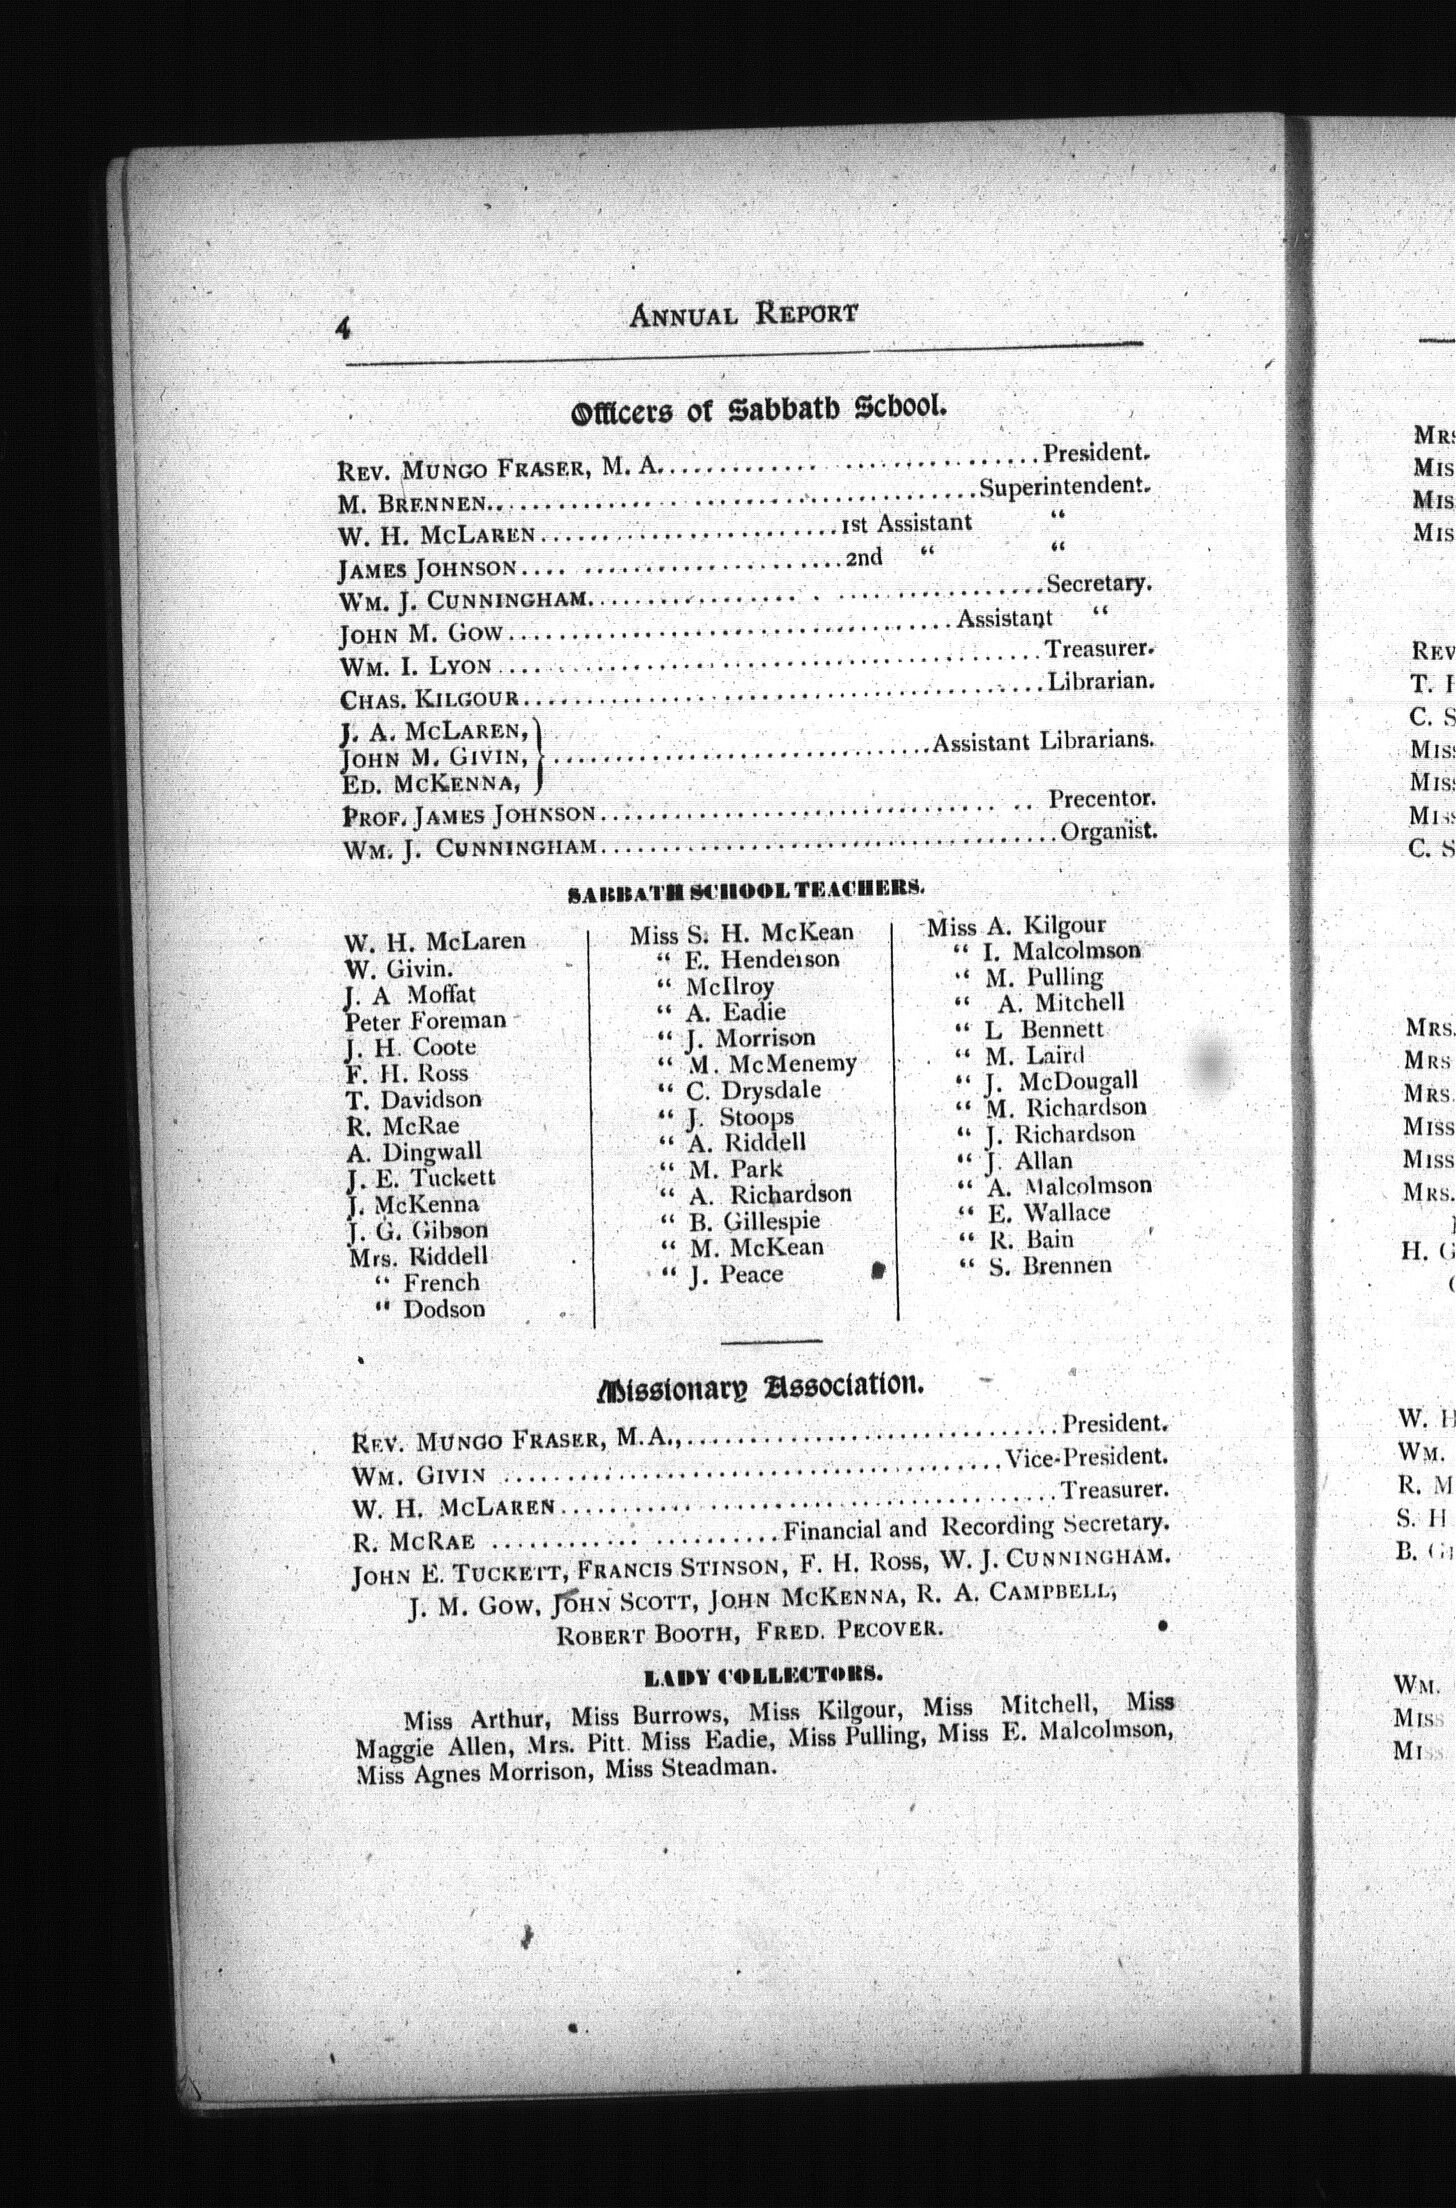 4
ANNUAL REPORT
Officers of Sabbath School.
REV. MUNGO FRASER, M. A. President.
M. BRENNEN. Superintendent.
W. H. MCLAREN 1st Assistant “
JAMES JOHNSON 2nd “ “
WM. J. CUNNINGHAM. Secretary.
JOHN M. GOW Assistant “
WM. I. LYON Treasurer.
CHAS. KILGOUR Librarian.
J. A. MCLAREN,
JOHN M. GIVIN, } Assistant Librarians.
ED. MCKENNA,
PROF. JAMES JOHNSON Precentor.
WM. J. CUNNINGHAM Organist.
SABBATH SCHOOL TEACHERS.
W. H. McLaren
W. Givin.
J. A Moffat
Peter Foreman
J. H. Coote
F. H. Ross
T. Davidson
R. McRae
A. Dingwall
J. E. Tuckett
J. McKenna
J. G. Gibson
Mrs. Riddell
“ French
“ Dodson
Miss S. H. McKean
“ E. Henderson
“ McIlroy
“ A. Eadie
“ J. Morrison
“ M. McMenemy
“ C. Drysdale
“ J. Stoops
“ A. Riddell
“ M. Park
“ A. Richardson
“ B. Gillespie
“ M. McKean
“ J. Peace
Miss A. Kilgour
“ I. Malcolmson
“ M. Pulling
“ A. Mitchell
“ L Bennett
“ M. Laird
“ J. McDougall
“ M. Richardson
“ J. Richardson
“ J. Allan
“ A. Malcolmson
“ E. Wallace
“ R. Bain
“ S. Brennen
Missionary Association.
REV. MUNGO FRASER, M.A., President.
WM. GIVIN Vice-President.
W. H. MCLAREN Treasurer.
R. MCRAE Financial and Recording Secretary.
JOHN E. TUCKETT, FRANCIS STINSON, F. H. ROSS, W. J. CUNNINGHAM.
J. M. GOW, JOHN SCOTT, JOHN MCKENNA, R. A. CAMPBELL,
ROBERT BOOTH, FRED. PECOVER.
LADY COLLECTORS.
Miss Arthur, Miss Burrows, Miss Kilgour, Miss Mitchell, Miss
Maggie Allen, Mrs. Pitt Miss Eadie, Miss Pulling, Miss E. Malcolmson,
Miss Agnes Morrison, Miss Steadman.